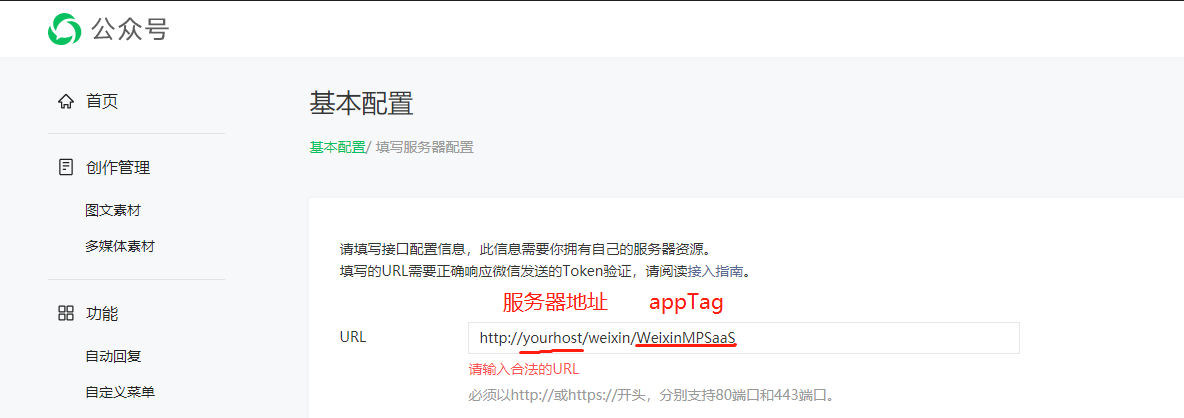 公众号
首页
创作管理
图文素材
多媒体素材
功能
自动回复
自定义菜单
基本配置
基本配置/ 填写服务器配置
请填写接口配置信息，此信息需要你拥有自己的服务器资源。
填写的URL需要正确响应微信发送的Token验证，请阅读接入指南。
服务器地址 appTag
URL http://yourhost/weixin/WeixinMPSaaS
请输入合法的URL
必须以http://或https://开头，分别支持80端口和443端口。